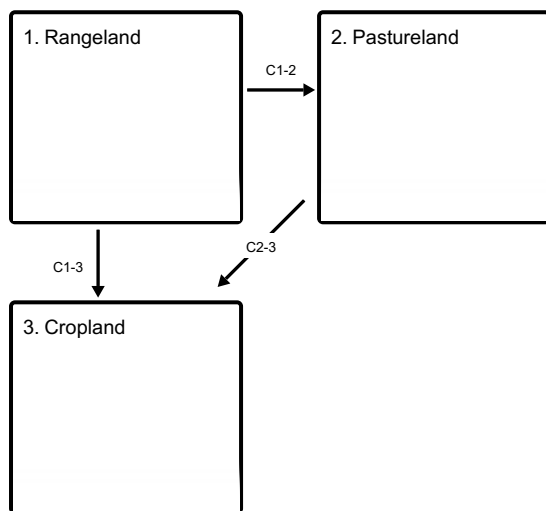 1. Rangeland
2. Pastureland
C1-2
C1-3
C2-3
3. Cropland